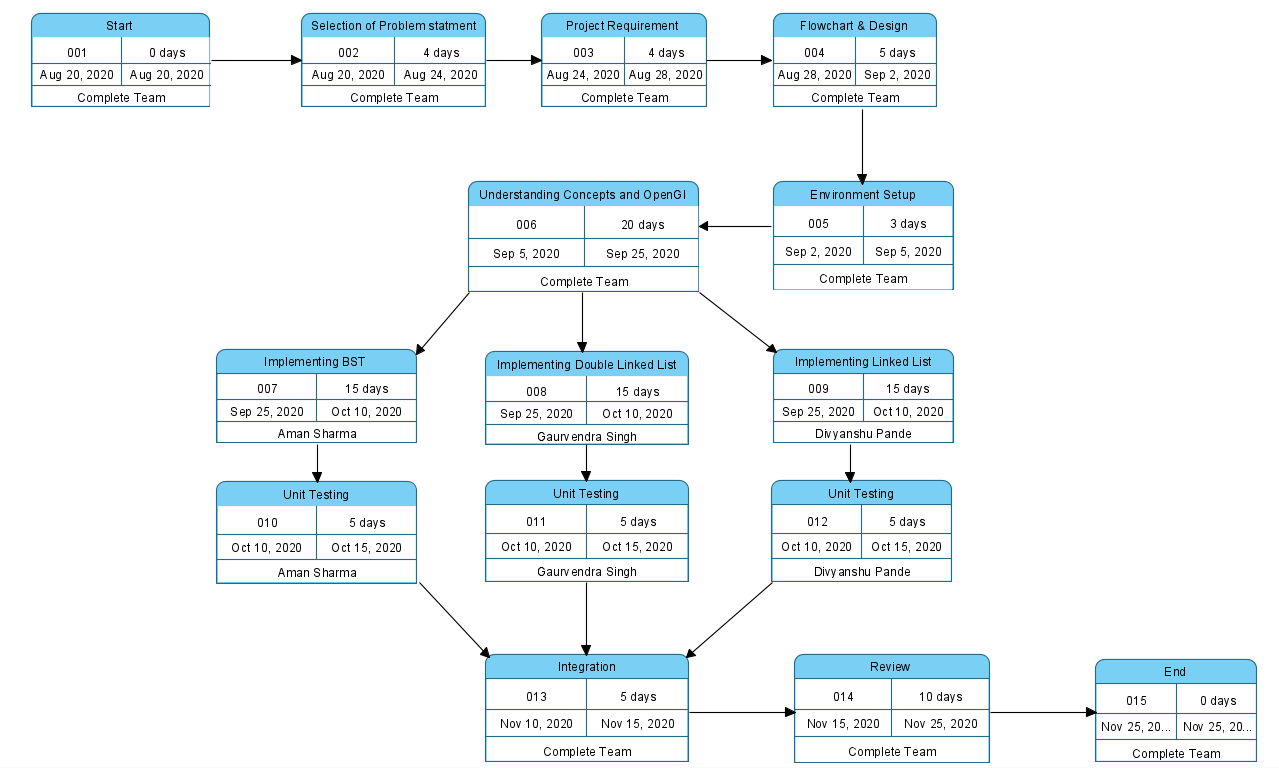 Start
001 0 days
Aug 20, 2020 Aug 20, 2020
Complete Team
Selection of Problem statment
002 4 days
Aug 20, 2020 Aug 24, 2020
Complete Team
Project Requirement
003 4 days
Aug 24, 2020 Aug 28, 2020
Complete Team
Flowchart & Design
004 5 days
Aug 28, 2020 Sep 2, 2020
Complete Team
Environment Setup
005 3 days
Sep 2, 2020 Sep 5, 2020
Complete Team
Understanding Concepts and OpenGl
006 20 days
Sep 5, 2020 Sep 25, 2020
Complete Team
Implementing BST
007 15 days
Sep 25, 2020 Oct 10, 2020
Aman Sharma
Implementing Double Linked List
008 15 days
Sep 25, 2020 Oct 10, 2020
Gaurvendra Singh
Implementing Linked List
009 15 days
Sep 25, 2020 Oct 10, 2020
Divyanshu Pande
Unit Testing
010 5 days
Oct 10, 2020 Oct 15, 2020
Aman Sharma
Unit Testing
011 5 days
Oct 10, 2020 Oct 15, 2020
Gaurvendra Singh
Unit Testing
012 5 days
Oct 10, 2020 Oct 15, 2020
Divyanshu Pande
Integration
013 5 days
Nov 10, 2020 Nov 15, 2020
Complete Team
Review
014 10 days
Nov 15, 2020 Nov 25, 2020
Complete Team
End
015 0 days
Nov 25, 20... Nov 25, 20...
Complete Team